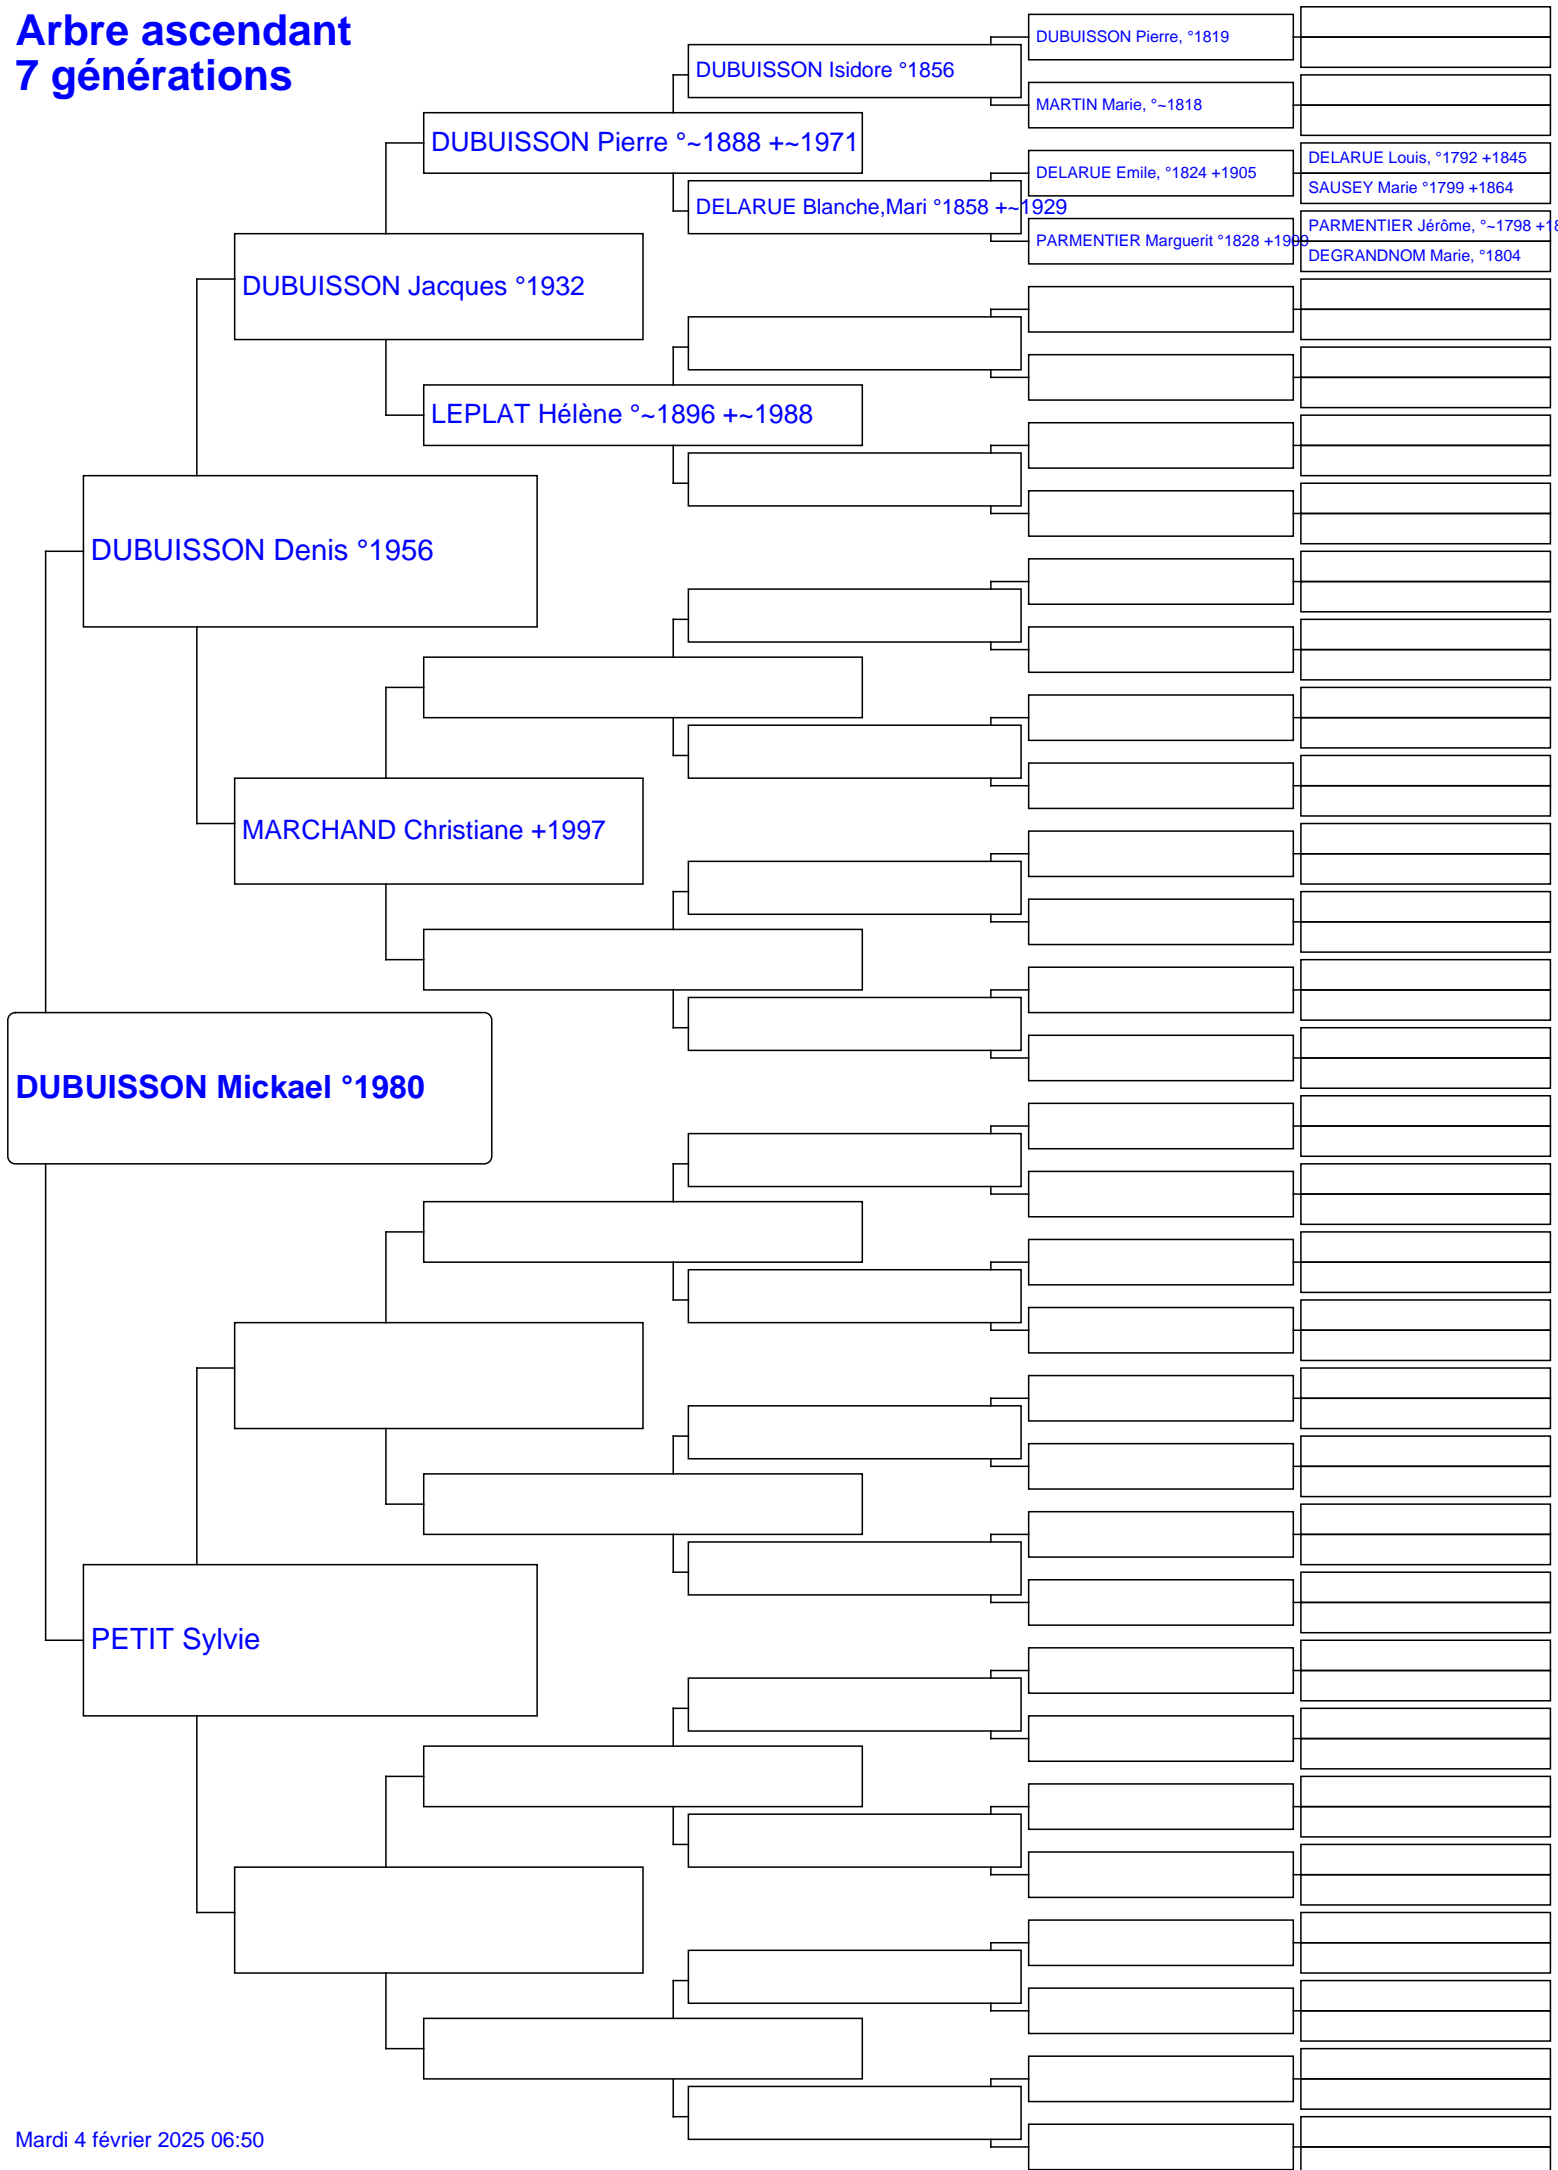 Arbre ascendant
7 générations
DUBUISSON Pierre, °1819
DUBUISSON Isidore °1856
MARTIN Marie, °~1818
DUBUISSON Pierre °~1888 +~1971
DELARUE Louis, °1792 +1845
DELARUE Emile, °1824 +1905
SAUSEY Marie °1799 +1864
DELARUE Blanche,Mari °1858 +~1929
PARMENTIER Jérôme, °~1798
PARMENTIER Marguerit °1828 +1909
DEGRANDNOM Marie, °1804
DUBUISSON Jacques °1932
LEPLAT Hélène °~1896 +~1988
DUBUISSON Denis °1956
MARCHAND Christiane +1997
DUBUISSON Mickael °1980
PETIT Sylvie
Mardi 4 février 2025 06:50